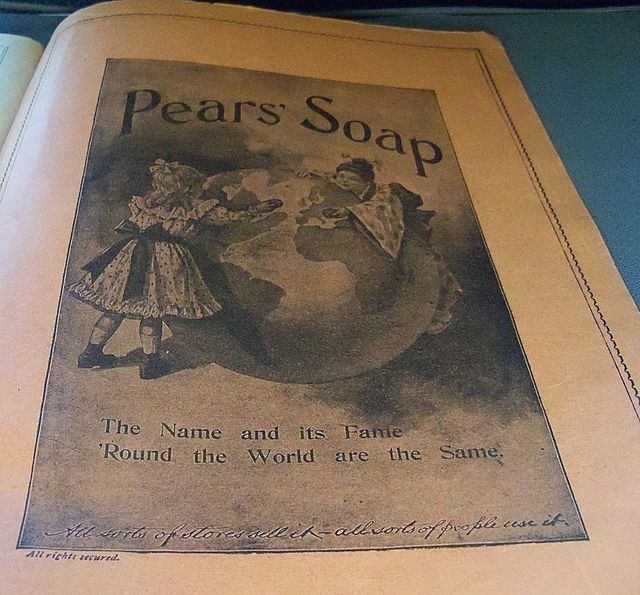 Pears' Soap
The Name and its Fame
'Round the World are the Same.
All sorts of stores sell it - all sorts of people use it.
All rights secured.